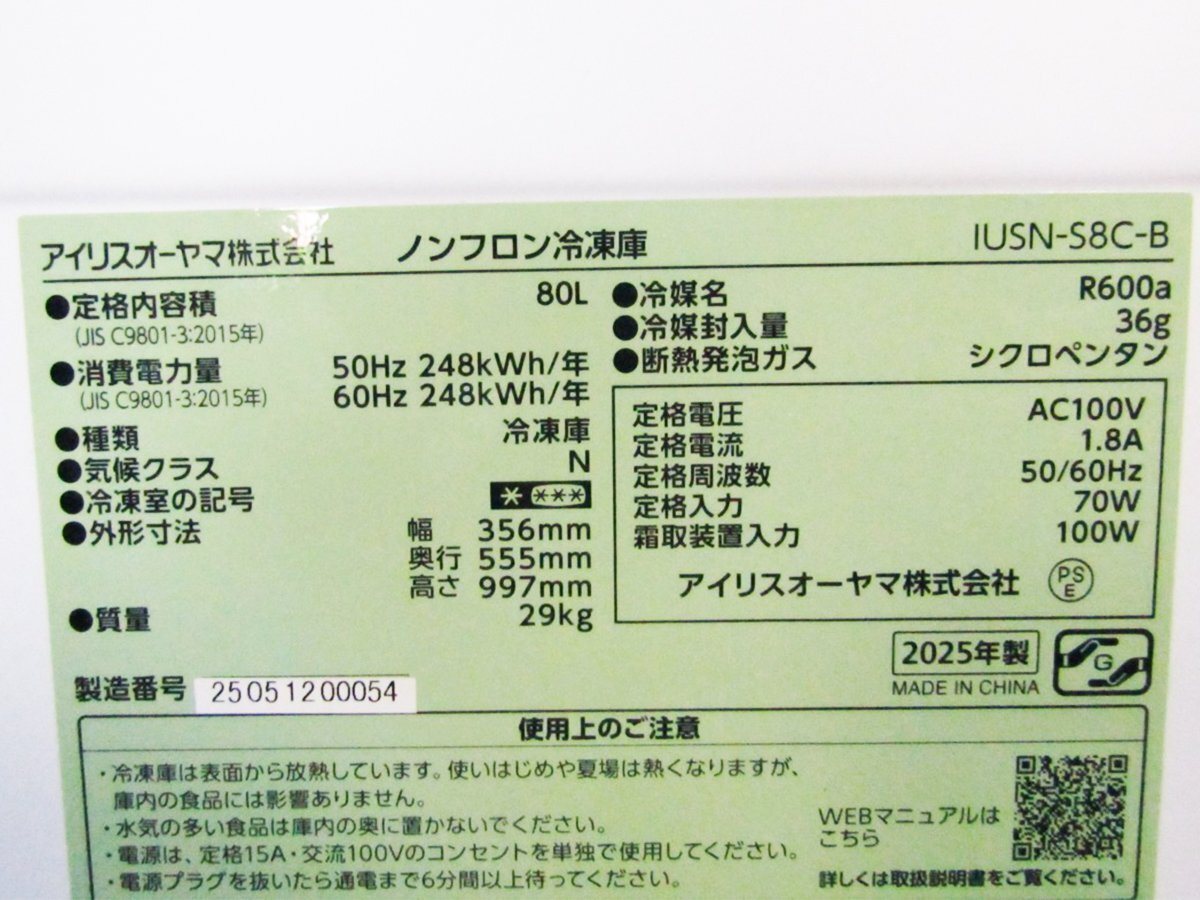 アイリスオーヤマ株式会社 ノンフロン冷凍庫 IUSN-S8C-B
●定格内容積 80L
(JIS C9801-3:2015年)
●消費電力量 50Hz 248kWh/年
(JIS C9801-3:2015年) 60Hz 248kWh/年
●種類 冷凍庫
●気候クラス N
●冷凍室の記号 * ***
●外形寸法 幅 356mm
奥行 555mm
高さ 997mm
●質量 29kg
製造番号 25051200054
●冷媒名 R600a
●冷媒封入量 36g
●断熱発泡ガス シクロペンタン
定格電圧 AC100V
定格電流 1.8A
定格周波数 50/60Hz
定格入力 70W
霜取装置入力 100W
アイリスオーヤマ株式会社 PSE
2025年製
MADE IN CHINA
G
使用上のご注意
・冷凍庫は表面から放熱しています。使いはじめや夏場は熱くなりますが、
庫内の食品には影響ありません。
・水気の多い食品は庫内の奥に置かないでください。
・電源は、定格15A・交流100Vのコンセントを単独で使用してください。
・電源プラグを抜いたら通電まで6分間以上待ってください。
WEBマニュアルは
こちら
詳しくは取扱説明書をご覧ください。